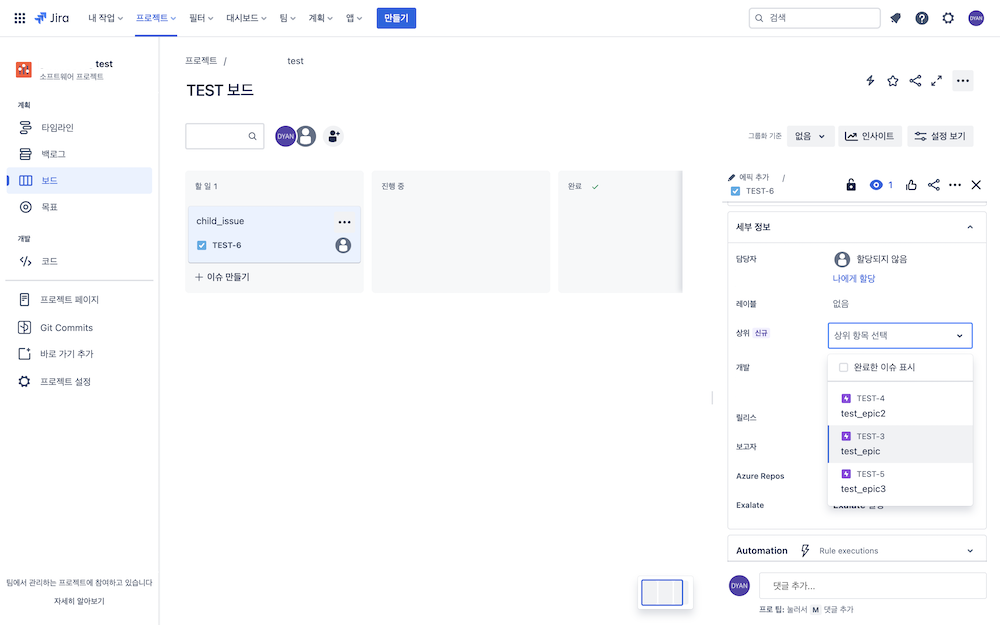 Jira
내 작업
프로젝트
필터
대시보드
팀
계획
앱
만들기
검색
DYAN
test
소프트웨어 프로젝트
계획
타임라인
백로그
보드
목표
개발
코드
프로젝트 페이지
Git Commits
바로 가기 추가
프로젝트 설정
팀에서 관리하는 프로젝트에 참여하고 있습니다
자세히 알아보기
프로젝트 / test
TEST 보드
DYAN
그룹화 기준 없음 인사이트 설정 보기
할 일 1
child_issue
TEST-6
이슈 만들기
진행 중
완료
에픽 추가 /
TEST-6
1
세부 정보
담당자 할당되지 않음
나에게 할당
레이블 없음
상위 신규 상위 항목 선택
개발 완료한 이슈 표시
TEST-4
test_epic2
TEST-3
test_epic
TEST-5
test_epic3
릴리스
보고자
Azure Repos
Exalate
Automation Rule executions
DYAN 댓글 추가...
프로 팁: 눌러서 M 댓글 추가